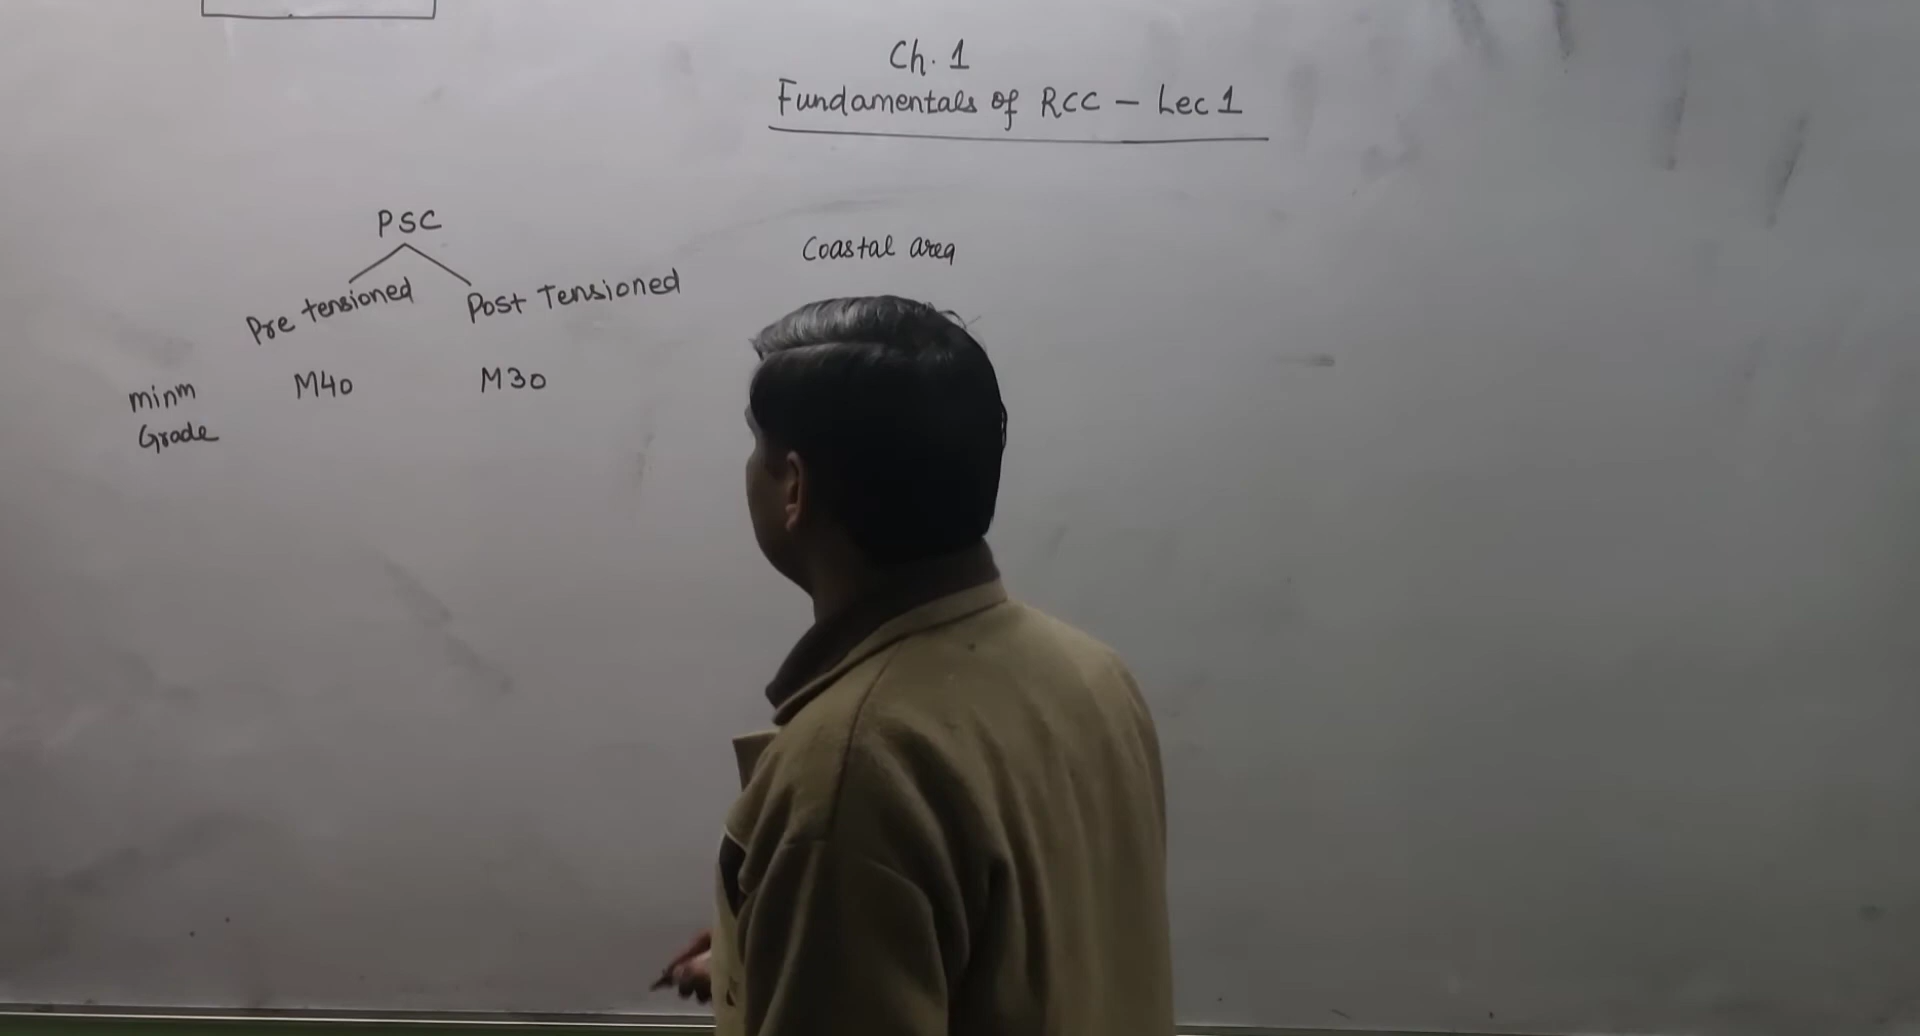 Ch. 1
Fundamentals of RCC - Lec 1
PSC
Pre tensioned
Post Tensioned
Coastal area
minm
Grade
M40
M30